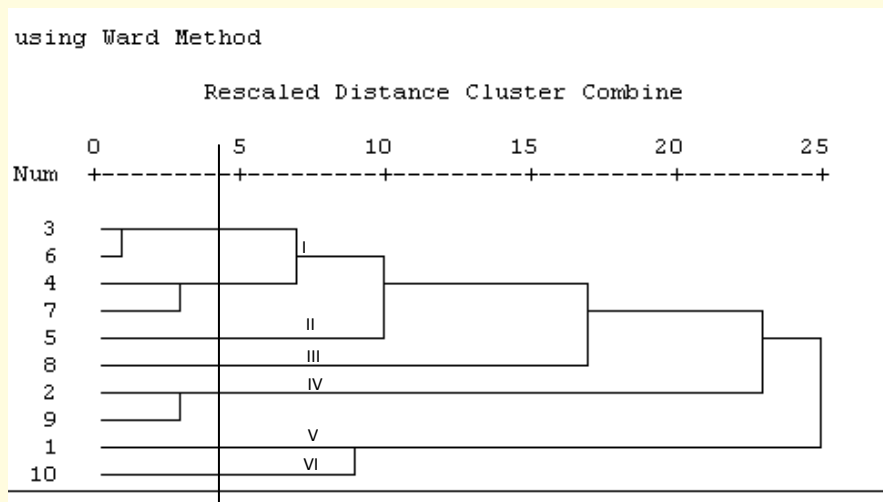 using Ward Method
Rescaled Distance Cluster Combine
0 5 10 15 20 25
Num +---------+---------+---------+---------+---------+
3
I
6
4
7
II
5
III
8
IV
2
9
V
1
VI
10